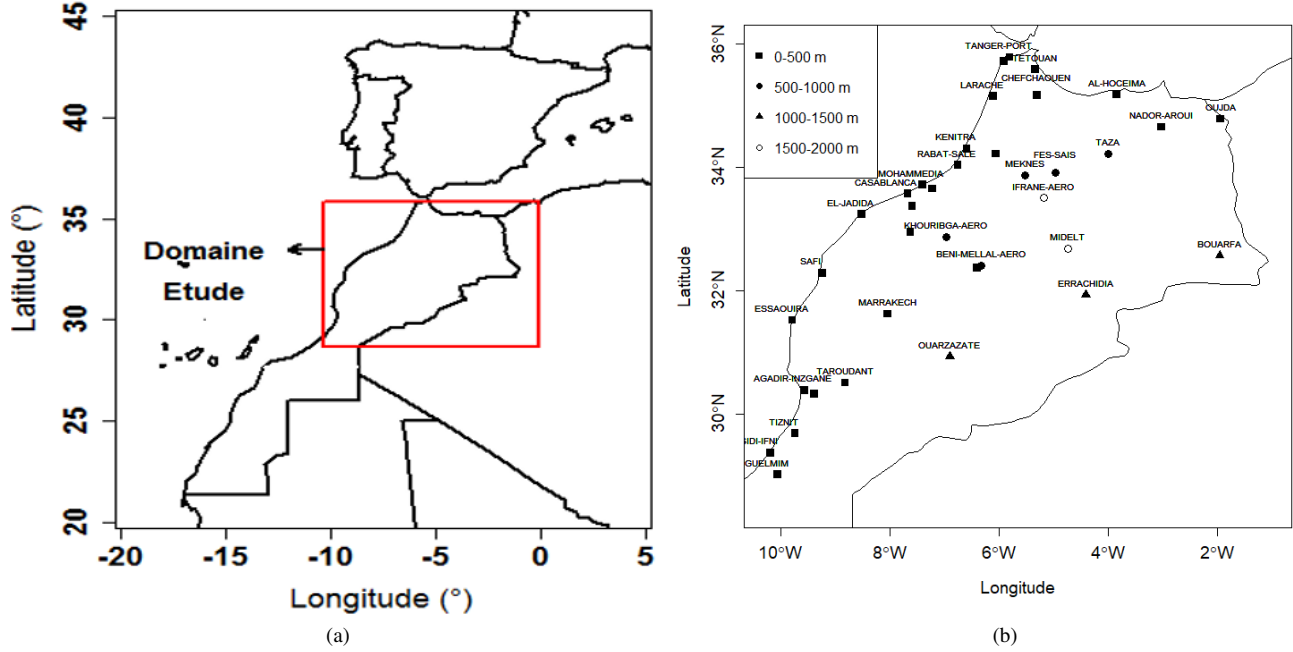 45
40
35
30
25
20
Latitude (°)
Domaine
Etude
-20
-15
-10
-5
0
5
Longitude (°)
(a)
0-500 m
500-1000 m
1000-1500 m
1500-2000 m
36°N
34°N
32°N
30°N
Latitude
TANGER-PORT
TETOUAN
CHEFCHAOUEN
LARACHE
AL-HOCEIMA
OUJDA
NADOR-AROUI
KENITRA
TAZA
RABAT-SALE
FES-SAIS
MEKNES
MOHAMMEDIA
CASABLANCA
IFRANE-AERO
EL-JADIDA
KHOURIBGA-AERO
MIDELT
BOUARFA
BENI-MELLAL-AERO
SAFI
ERRACHIDIA
ESSAOUIRA
MARRAKECH
OUARZAZATE
TAROUDANT
AGADIR-INZGANE
TIZNIT
SIDI-IFNI
GUELMIM
10°W
8°W
6°W
4°W
2°W
Longitude
(b)